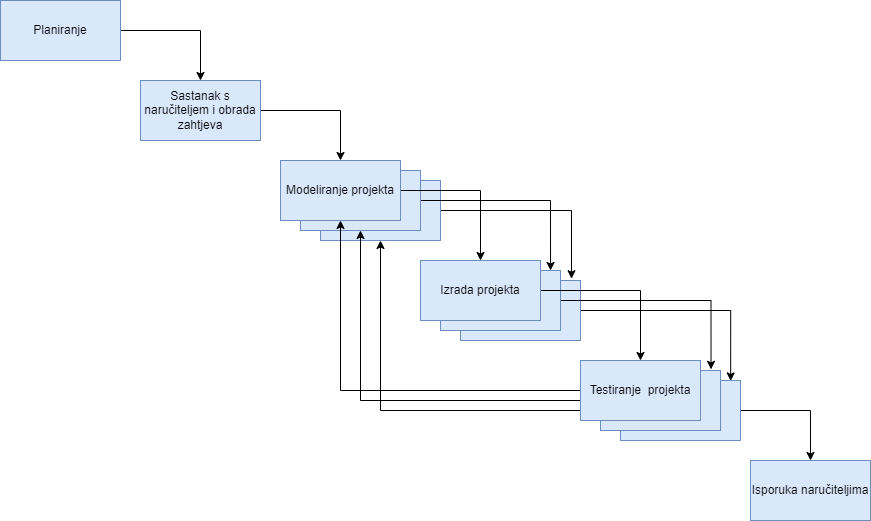 Planiranje
Sastanak s
naručiteljem i obrada
zahtjeva
Modeliranje projekta
Izrada projekta
Testiranje  projekta
Isporuka naručiteljima